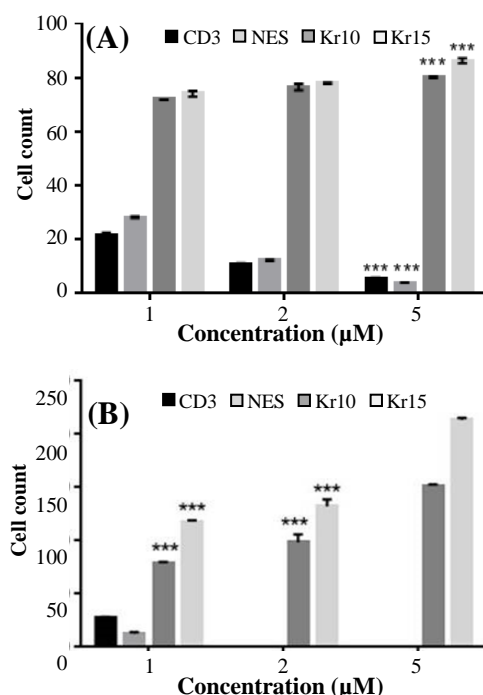 (A)
CD3 NES Kr10 Kr15
100
80
60
40
20
0
Cell count
*** ***
*** ***
1 2 5
Concentration (µM)
(B)
CD3 NES Kr10 Kr15
250
200
150
100
50
0
Cell count
*** ***
*** ***
1 2 5
Concentration (µM)